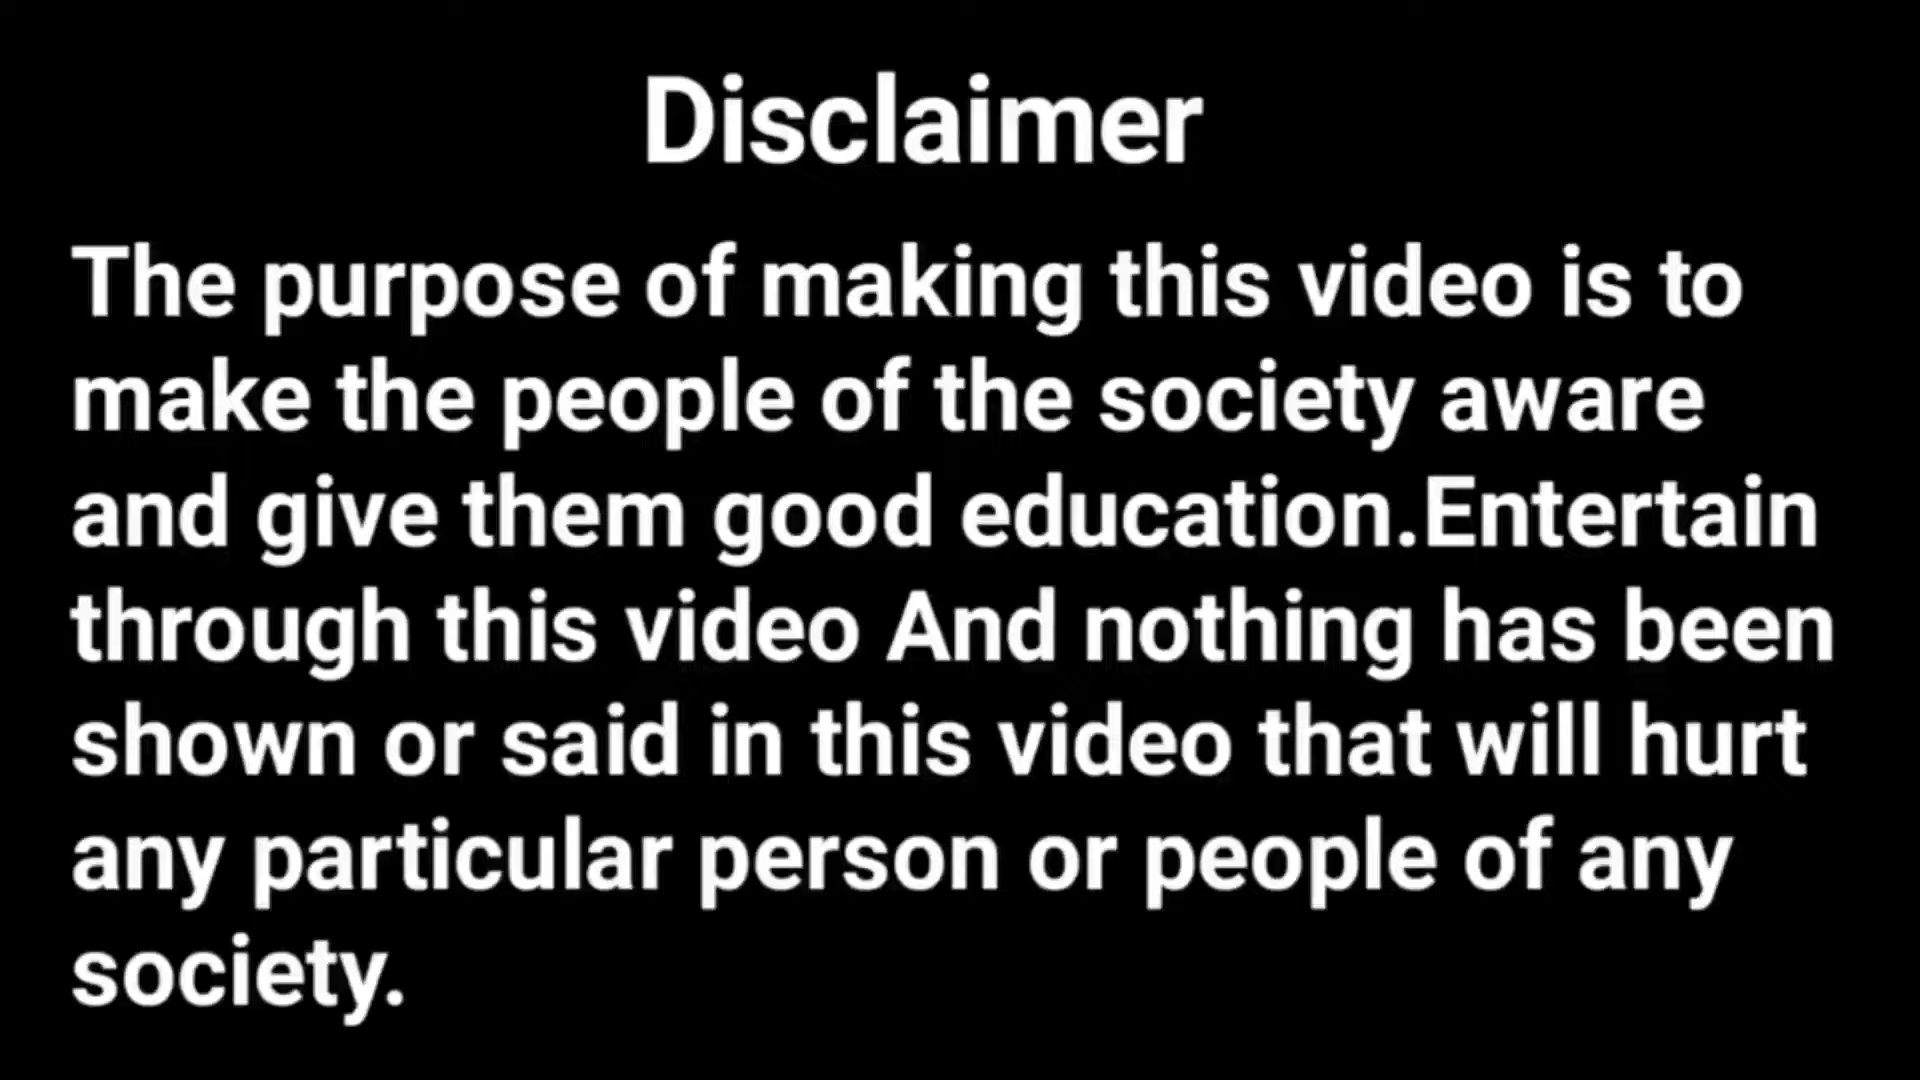 Disclaimer
The purpose of making this video is to
make the people of the society aware
and give them good education.Entertain
through this video And nothing has been
shown or said in this video that will hurt
any particular person or people of any
society.